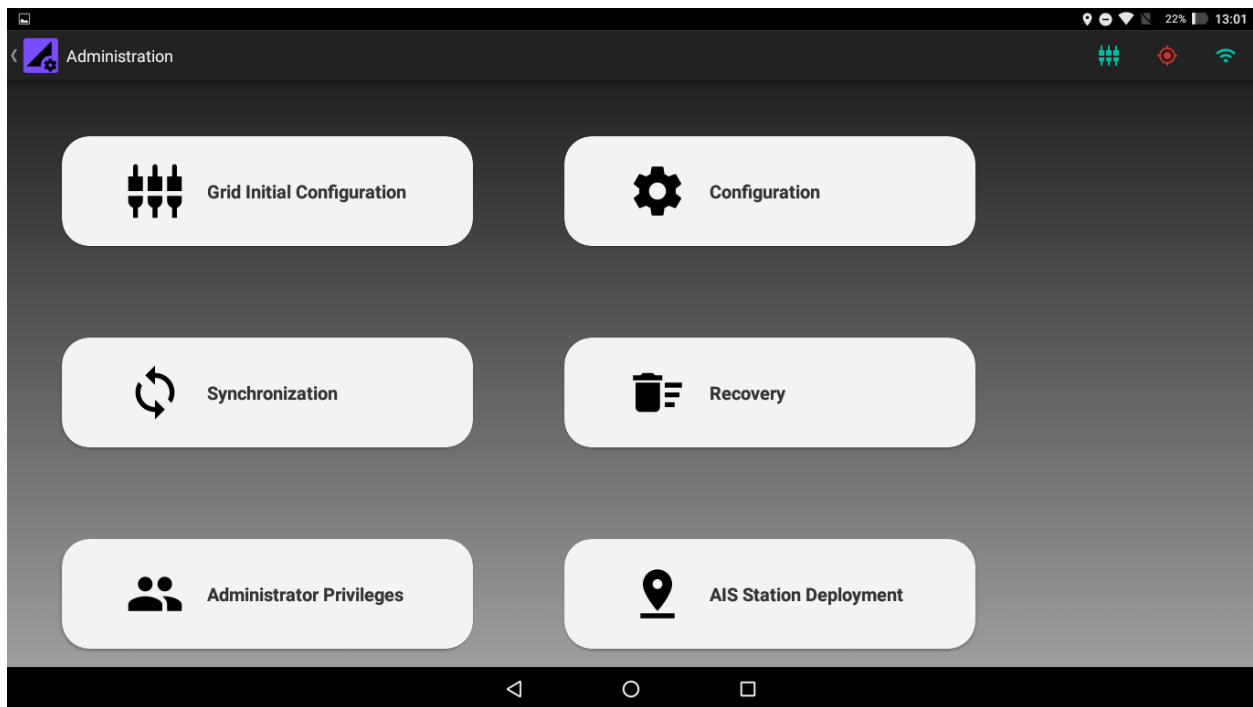 22% 13:01
Administration
Grid Initial Configuration
Configuration
Synchronization
Recovery
Administrator Privileges
AIS Station Deployment